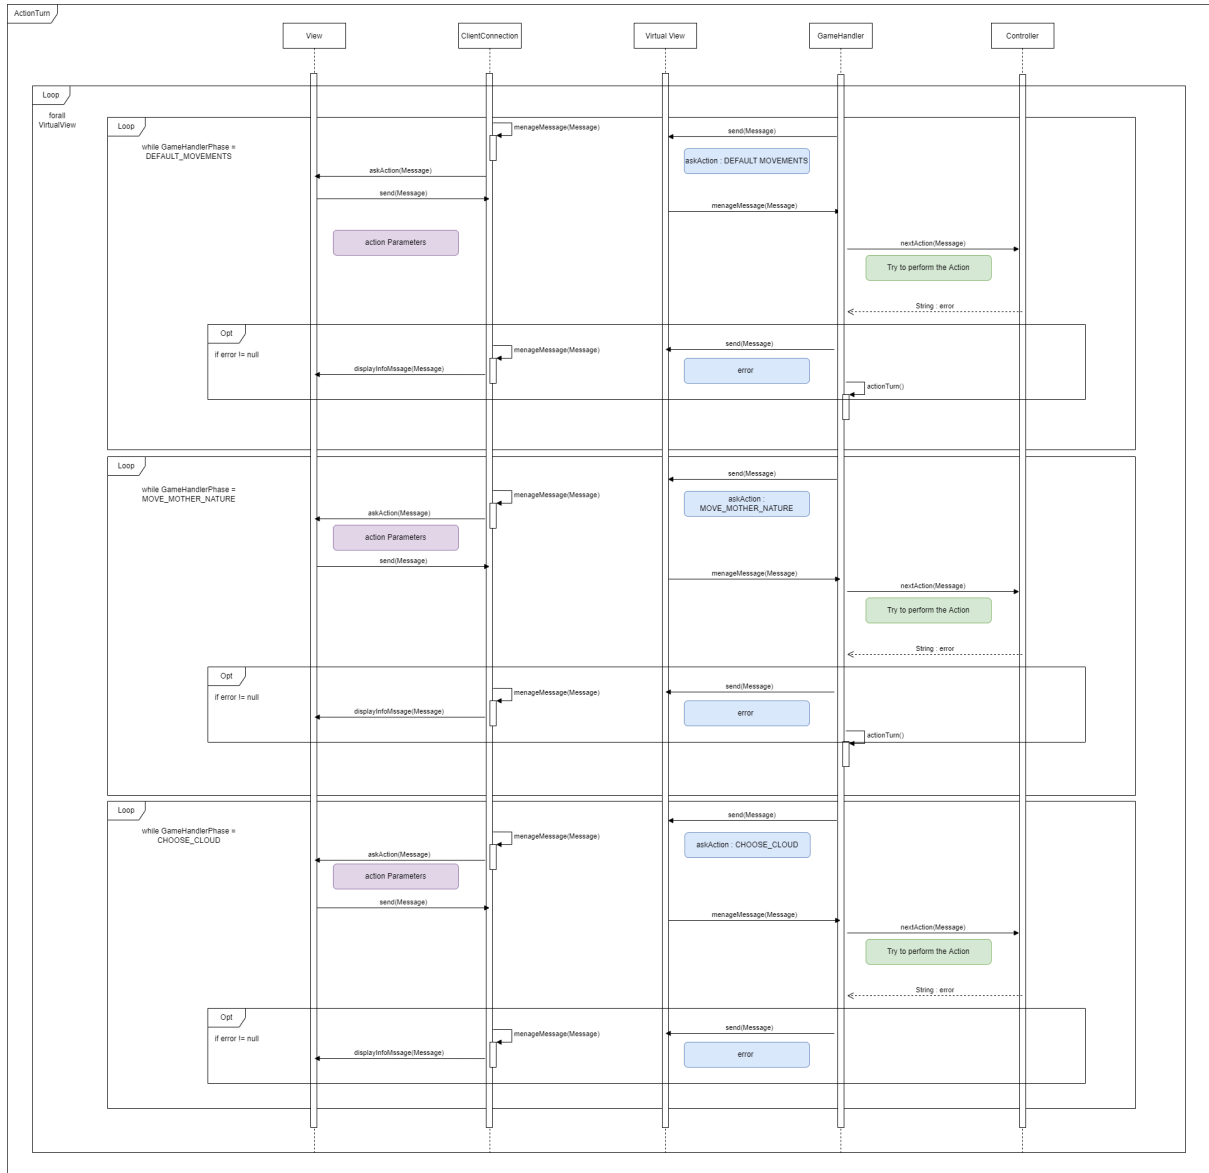 ActionTurn
View
ClientConnection
Virtual View
GameHandler
Controller
Loop
forall
VirtualView
Loop
while GameHandlerPhase =
DEFAULT_MOVEMENTS
menageMessage(Message)
send(Message)
askAction : DEFAULT MOVEMENTS
askAction(Message)
send(Message)
menageMessage(Message)
action Parameters
nextAction(Message)
Try to perform the Action
String : error
Opt
if error != null
menageMessage(Message)
send(Message)
displayInfoMssage(Message)
error
actionTurn()
Loop
while GameHandlerPhase =
MOVE_MOTHER_NATURE
send(Message)
menageMessage(Message)
askAction :
MOVE_MOTHER_NATURE
askAction(Message)
action Parameters
send(Message)
menageMessage(Message)
nextAction(Message)
Try to perform the Action
String : error
Opt
if error != null
send(Message)
menageMessage(Message)
displayInfoMssage(Message)
error
actionTurn()
Loop
while GameHandlerPhase =
CHOOSE_CLOUD
send(Message)
menageMessage(Message)
askAction : CHOOSE_CLOUD
askAction(Message)
action Parameters
send(Message)
menageMessage(Message)
nextAction(Message)
Try to perform the Action
String : error
Opt
if error != null
send(Message)
menageMessage(Message)
displayInfoMssage(Message)
error